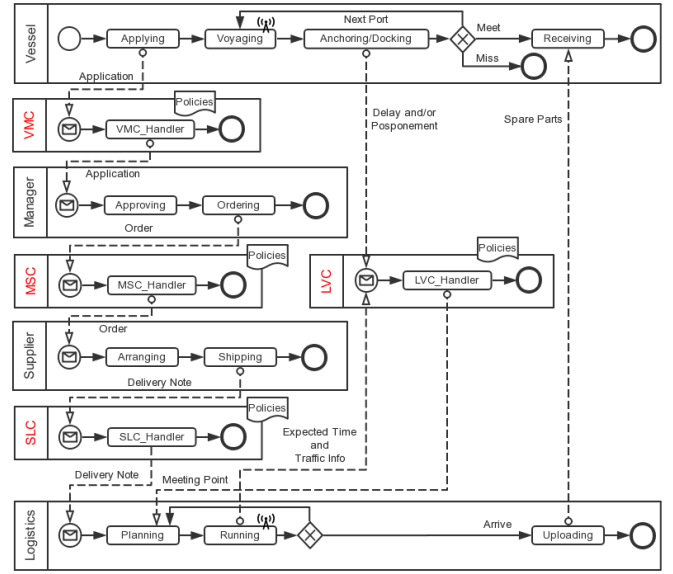 Vessel
Applying
Voyaging
Next Port
Anchoring/Docking
Meet
Miss
Receiving
Application
Policies
VMC
VMC_Handler
Delay and/or
Posponement
Spare Parts
Application
Manager
Approving
Ordering
Order
Policies
MSC
MSC_Handler
Policies
LVC
LVC_Handler
Order
Supplier
Arranging
Shipping
Delivery Note
Policies
SLC
SLC_Handler
Expected Time
and
Traffic Info
Delivery Note
Meeting Point
Logistics
Planning
Running
Arrive
Uploading